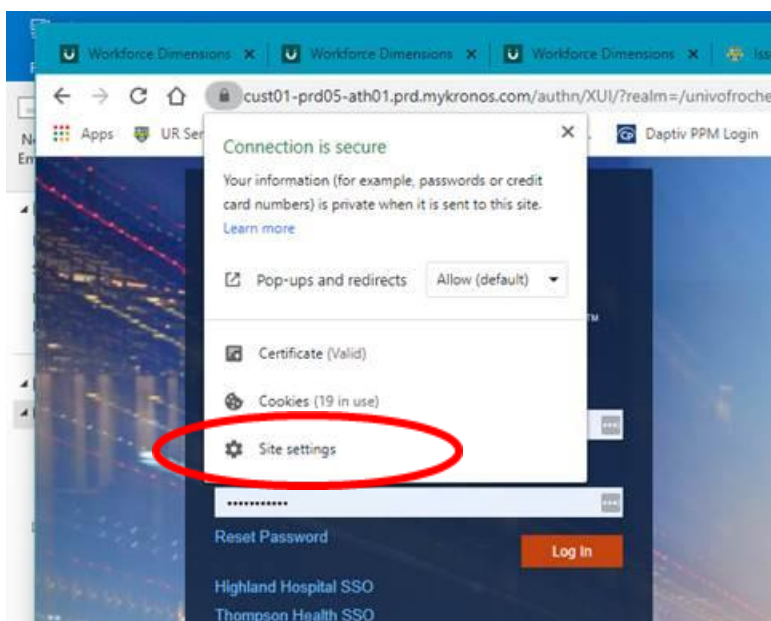 Workforce Dimensions
Workforce Dimensions
Workforce Dimensions
Iss
cust01-prd05-ath01.prd.mykronos.com/authn/XUI/?realm=/univofroche
Apps
UR Ser
Daptiv PPM Login
Connection is secure
Your information (for example, passwords or credit
card numbers) is private when it is sent to this site.
Learn more
Pop-ups and redirects
Allow (default)
TM
Certificate (Valid)
Cookies (19 in use)
Site settings
Reset Password
Log In
Highland Hospital SSO
Thompson Health SSO